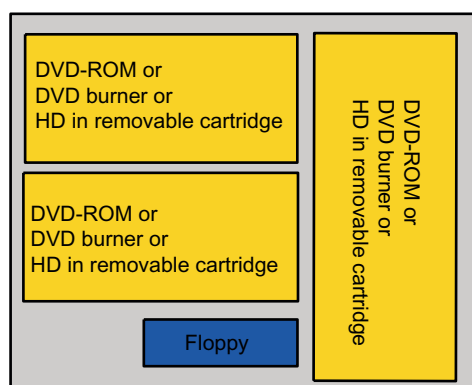 DVD-ROM or
DVD burner or
HD in removable cartridge
DVD-ROM or
DVD burner or
HD in removable cartridge
Floppy
DVD-ROM or
DVD burner or
HD in removable cartridge